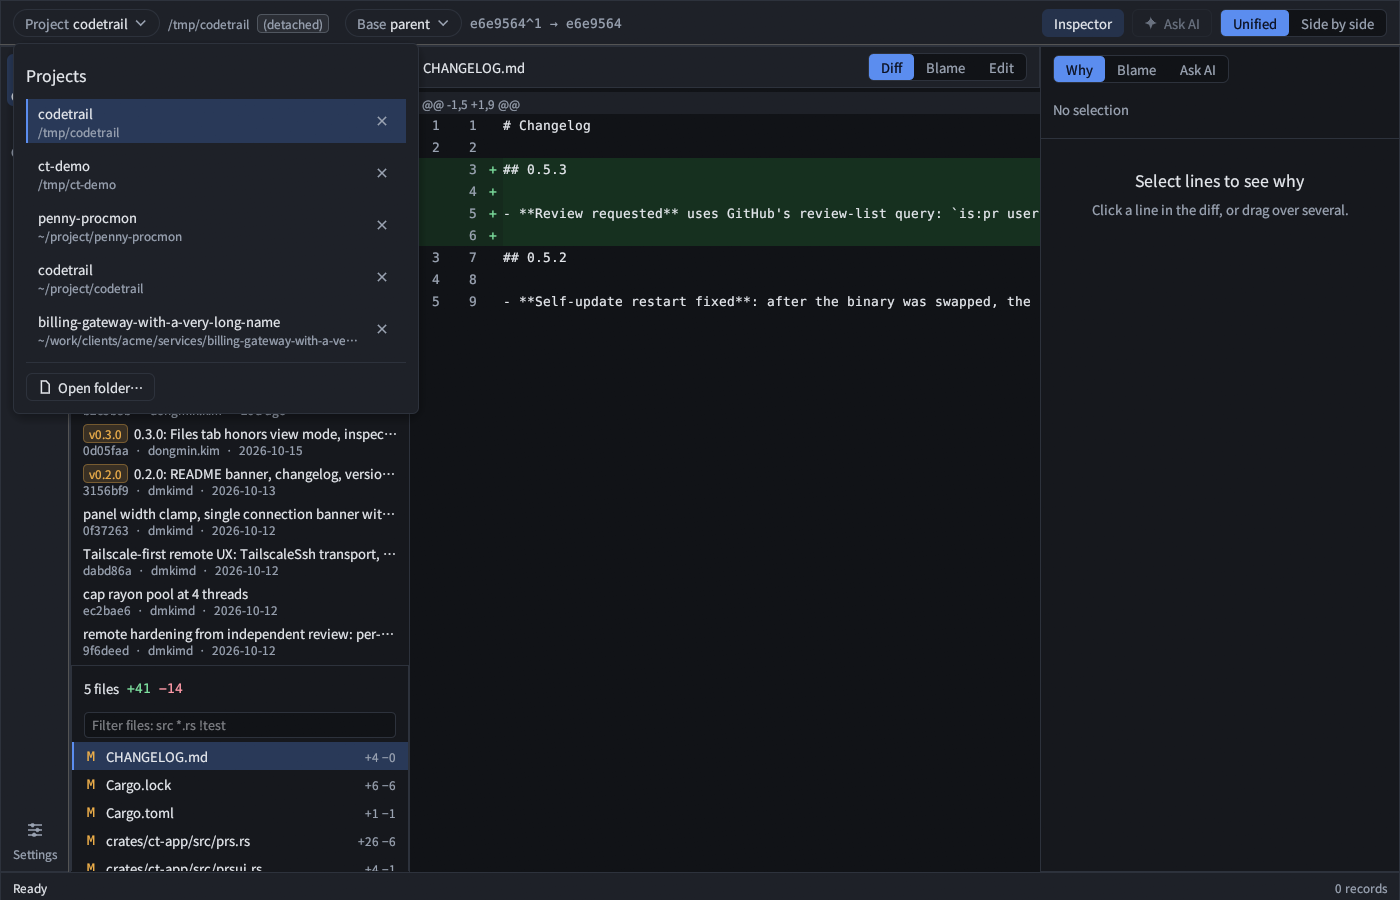 Project codetrail /tmp/codetrail (detached) Base parent e6e9564^1 → e6e9564 Inspector Ask AI Unified Side by side
Projects
codetrail
/tmp/codetrail
ct-demo
/tmp/ct-demo
penny-procmon
~/project/penny-procmon
codetrail
~/project/codetrail
billing-gateway-with-a-very-long-name
~/work/clients/acme/services/billing-gateway-with-a-ve···
Open folder···
v0.3.0 0.3.0: Files tab honors view mode, inspec···
0d05faa · dongmin.kim · 2026-10-15
v0.2.0 0.2.0: README banner, changelog, versio···
3156bf9 · dmkimd · 2026-10-13
panel width clamp, single connection banner wit···
0f37263 · dmkimd · 2026-10-12
Tailscale-first remote UX: TailscaleSsh transport, ···
dabd86a · dmkimd · 2026-10-12
cap rayon pool at 4 threads
ec2bae6 · dmkimd · 2026-10-12
remote hardening from independent review: per-···
9f6deed · dmkimd · 2026-10-12
5 files +41 −14
Filter files: src *.rs !test
M CHANGELOG.md +4 −0
M Cargo.lock +6 −6
M Cargo.toml +1 −1
M crates/ct-app/src/prs.rs +26 −6
M crates/ct-app/src/prsui.rs +4 −1
Settings
CHANGELOG.md Diff Blame Edit
@@ -1,5 +1,9 @@
1 1 # Changelog
2 2
3 + ## 0.5.3
4 +
5 + - **Review requested** uses GitHub's review-list query: `is:pr user
6 +
3 7 ## 0.5.2
4 8
5 9 - **Self-update restart fixed**: after the binary was swapped, the
Why Blame Ask AI
No selection
Select lines to see why
Click a line in the diff, or drag over several.
Ready 0 records